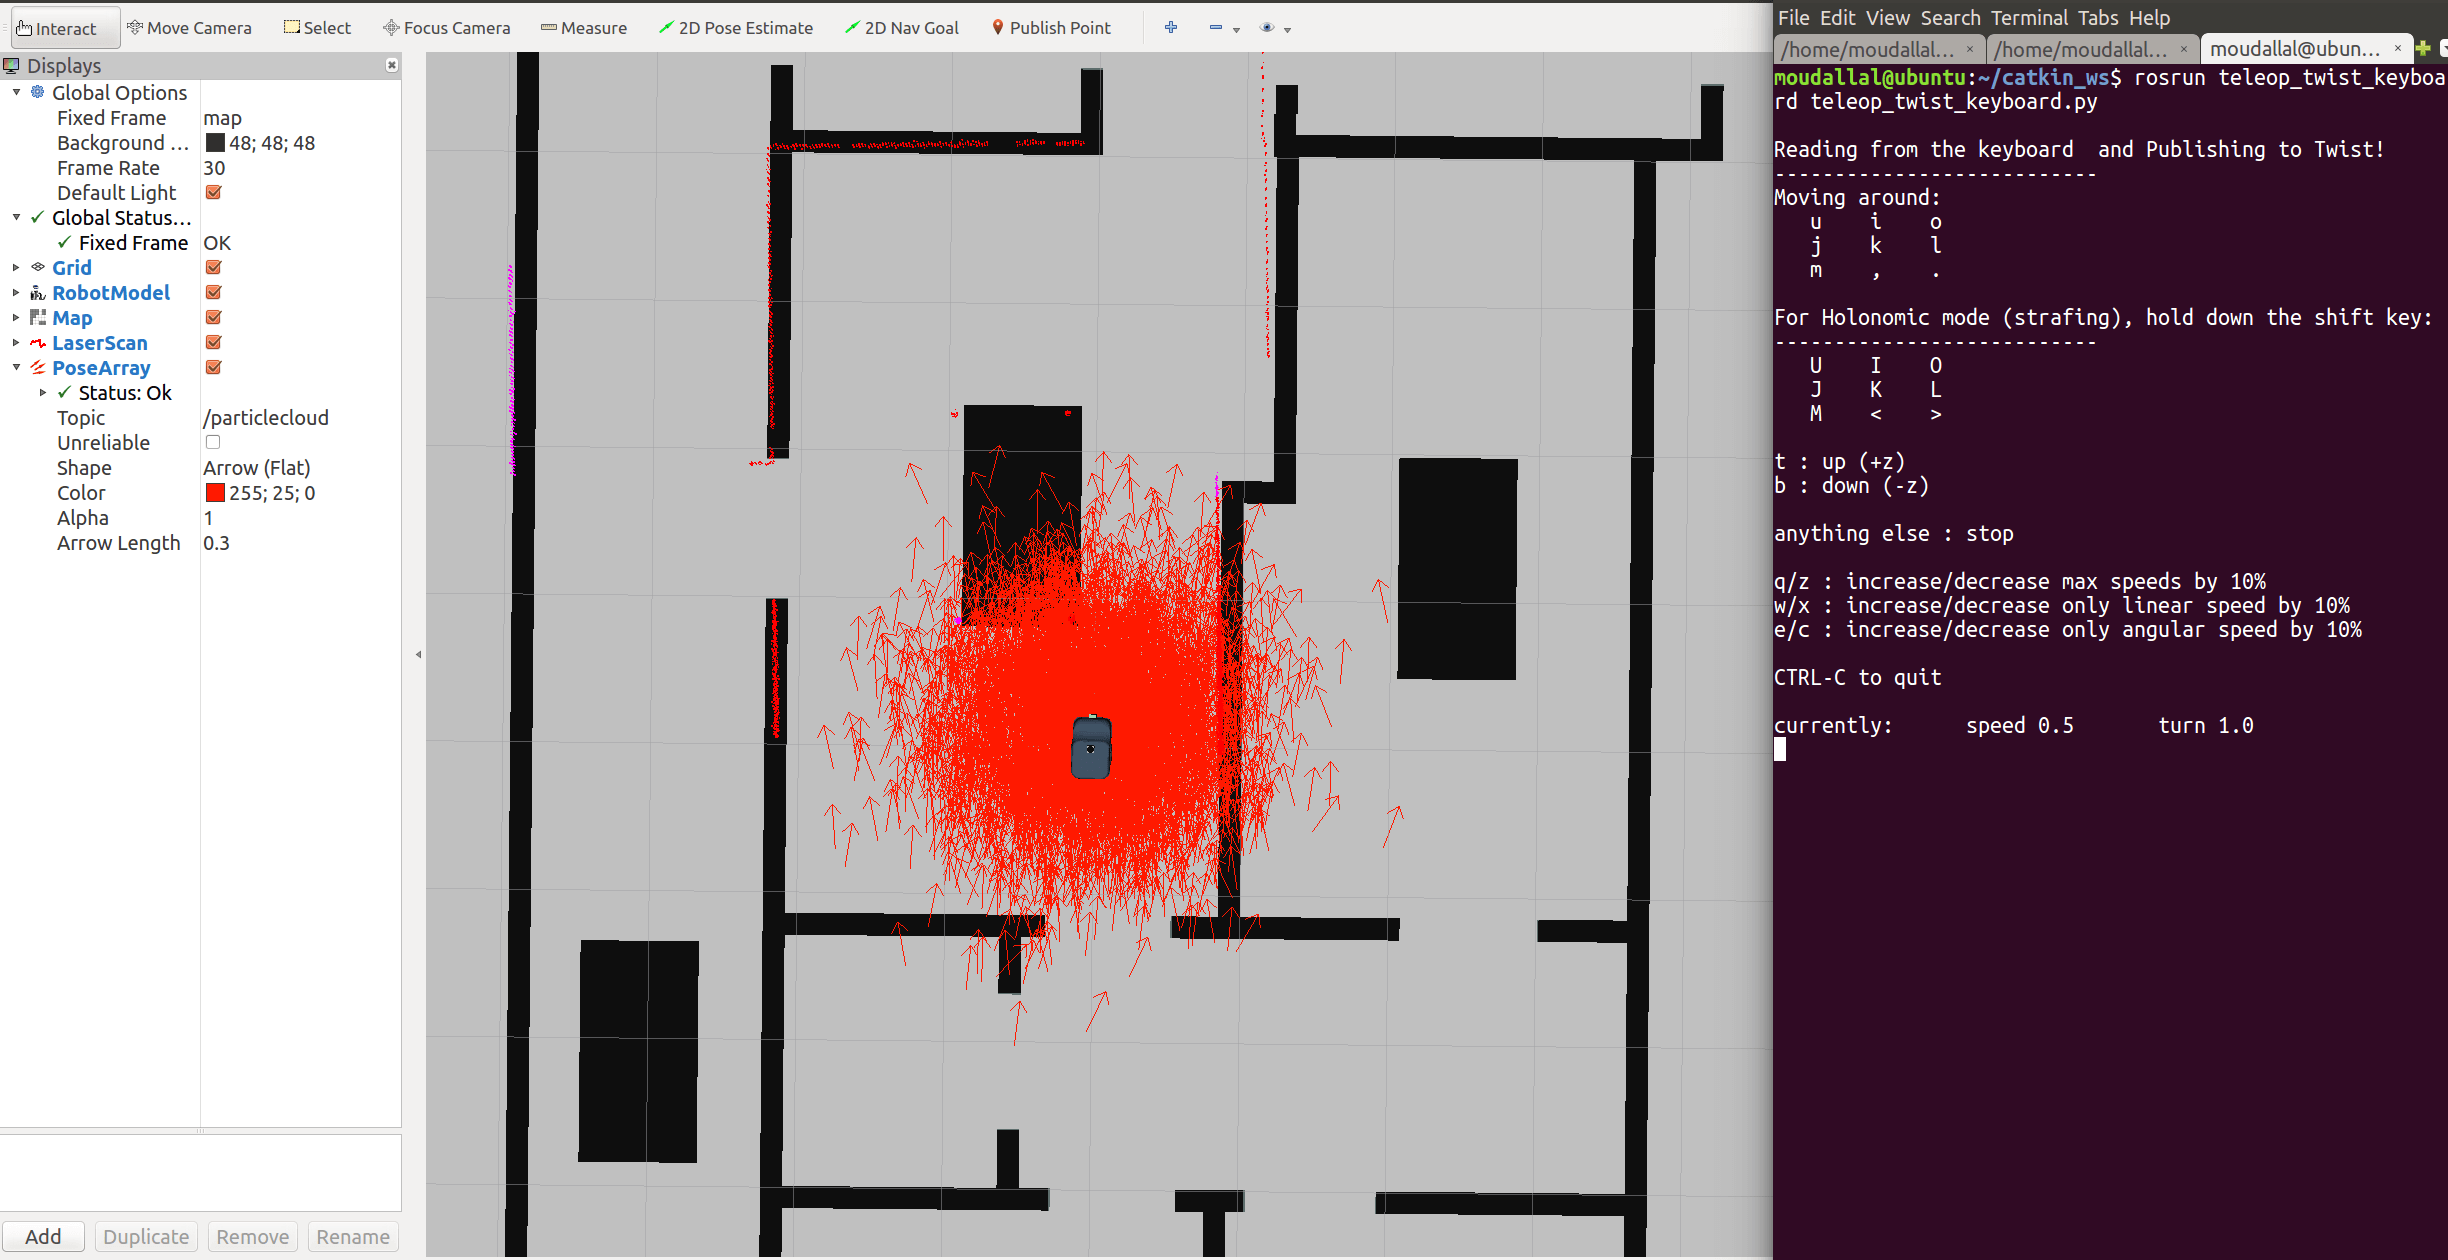 Interact Move Camera Select Focus Camera Measure 2D Pose Estimate 2D Nav Goal Publish Point
Displays
Global Options
Fixed Frame map
Background ... 48; 48; 48
Frame Rate 30
Default Light
Global Status...
Fixed Frame OK
Grid
RobotModel
Map
LaserScan
PoseArray
Status: Ok
Topic /particlecloud
Unreliable
Shape Arrow (Flat)
Color 255; 25; 0
Alpha 1
Arrow Length 0.3
Add Duplicate Remove Rename
File Edit View Search Terminal Tabs Help
/home/moudallal... × /home/moudallal... × moudallal@ubun... ×
moudallal@ubuntu:~/catkin_ws$ rosrun teleop_twist_keyboa
rd teleop_twist_keyboard.py
Reading from the keyboard  and Publishing to Twist!
---------------------------
Moving around:
u    i    o
j    k    l
m    ,    .
For Holonomic mode (strafing), hold down the shift key:
---------------------------
U    I    O
J    K    L
M    <    >
t : up (+z)
b : down (-z)
anything else : stop
q/z : increase/decrease max speeds by 10%
w/x : increase/decrease only linear speed by 10%
e/c : increase/decrease only angular speed by 10%
CTRL-C to quit
currently:      speed 0.5       turn 1.0